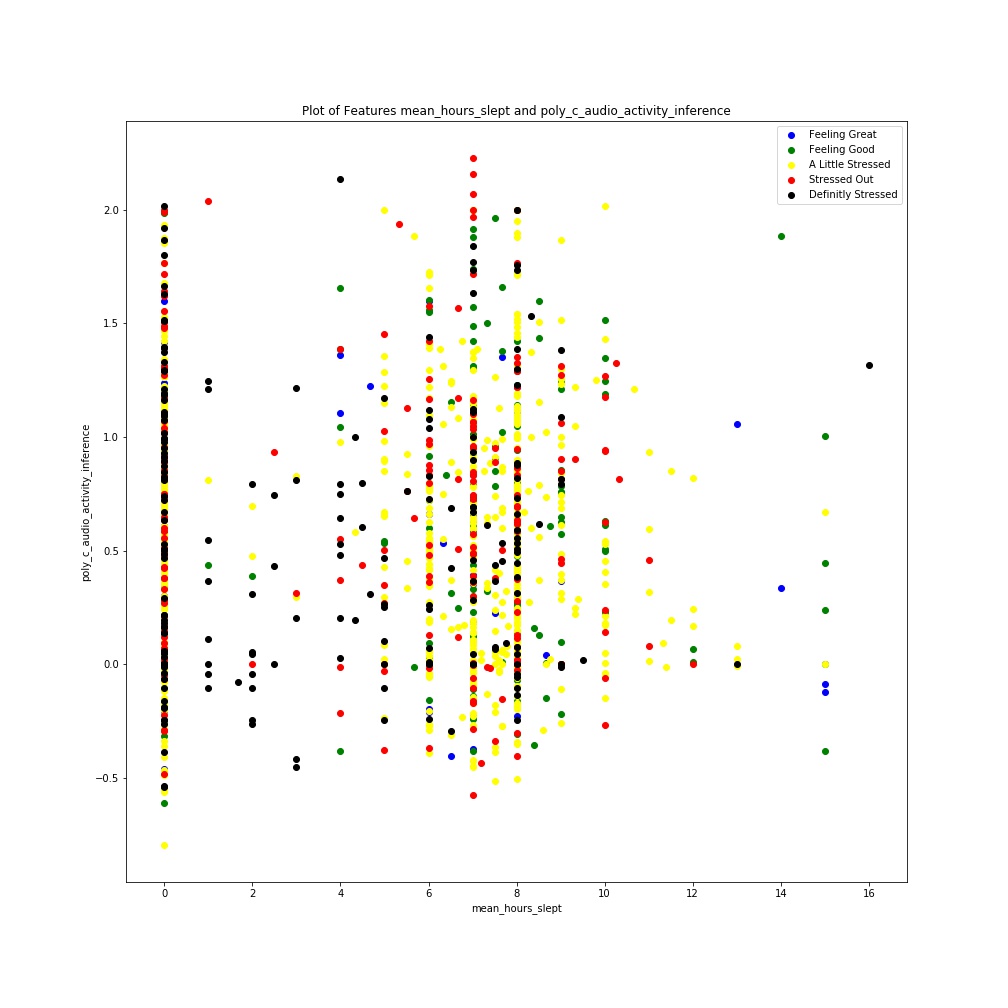 Plot of Features mean_hours_slept and poly_c_audio_activity_inference
Feeling Great
Feeling Good
A Little Stressed
Stressed Out
Definitly Stressed
poly_c_audio_activity_inference
2.0
1.5
1.0
0.5
0.0
−0.5
0 2 4 6 8 10 12 14 16
mean_hours_slept